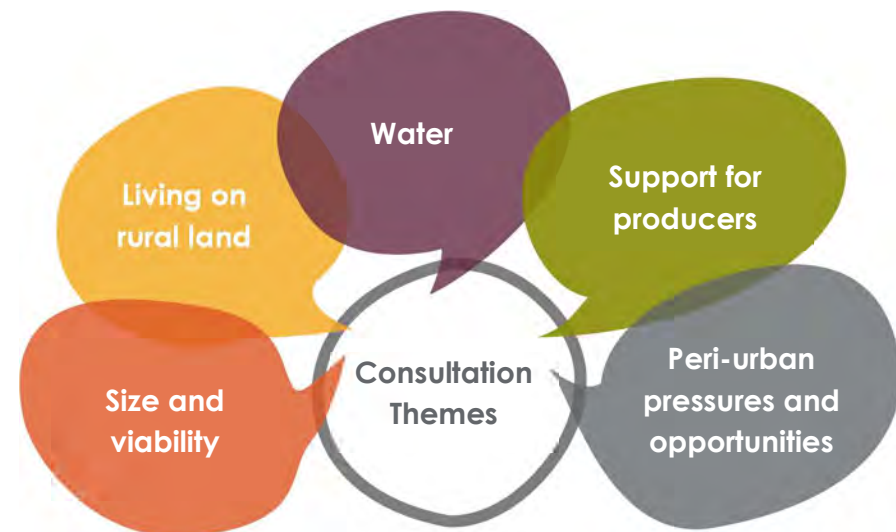 Water
Living on
rural land
Support for
producers
Size and
viability
Consultation
Themes
Peri-urban
pressures and
opportunities